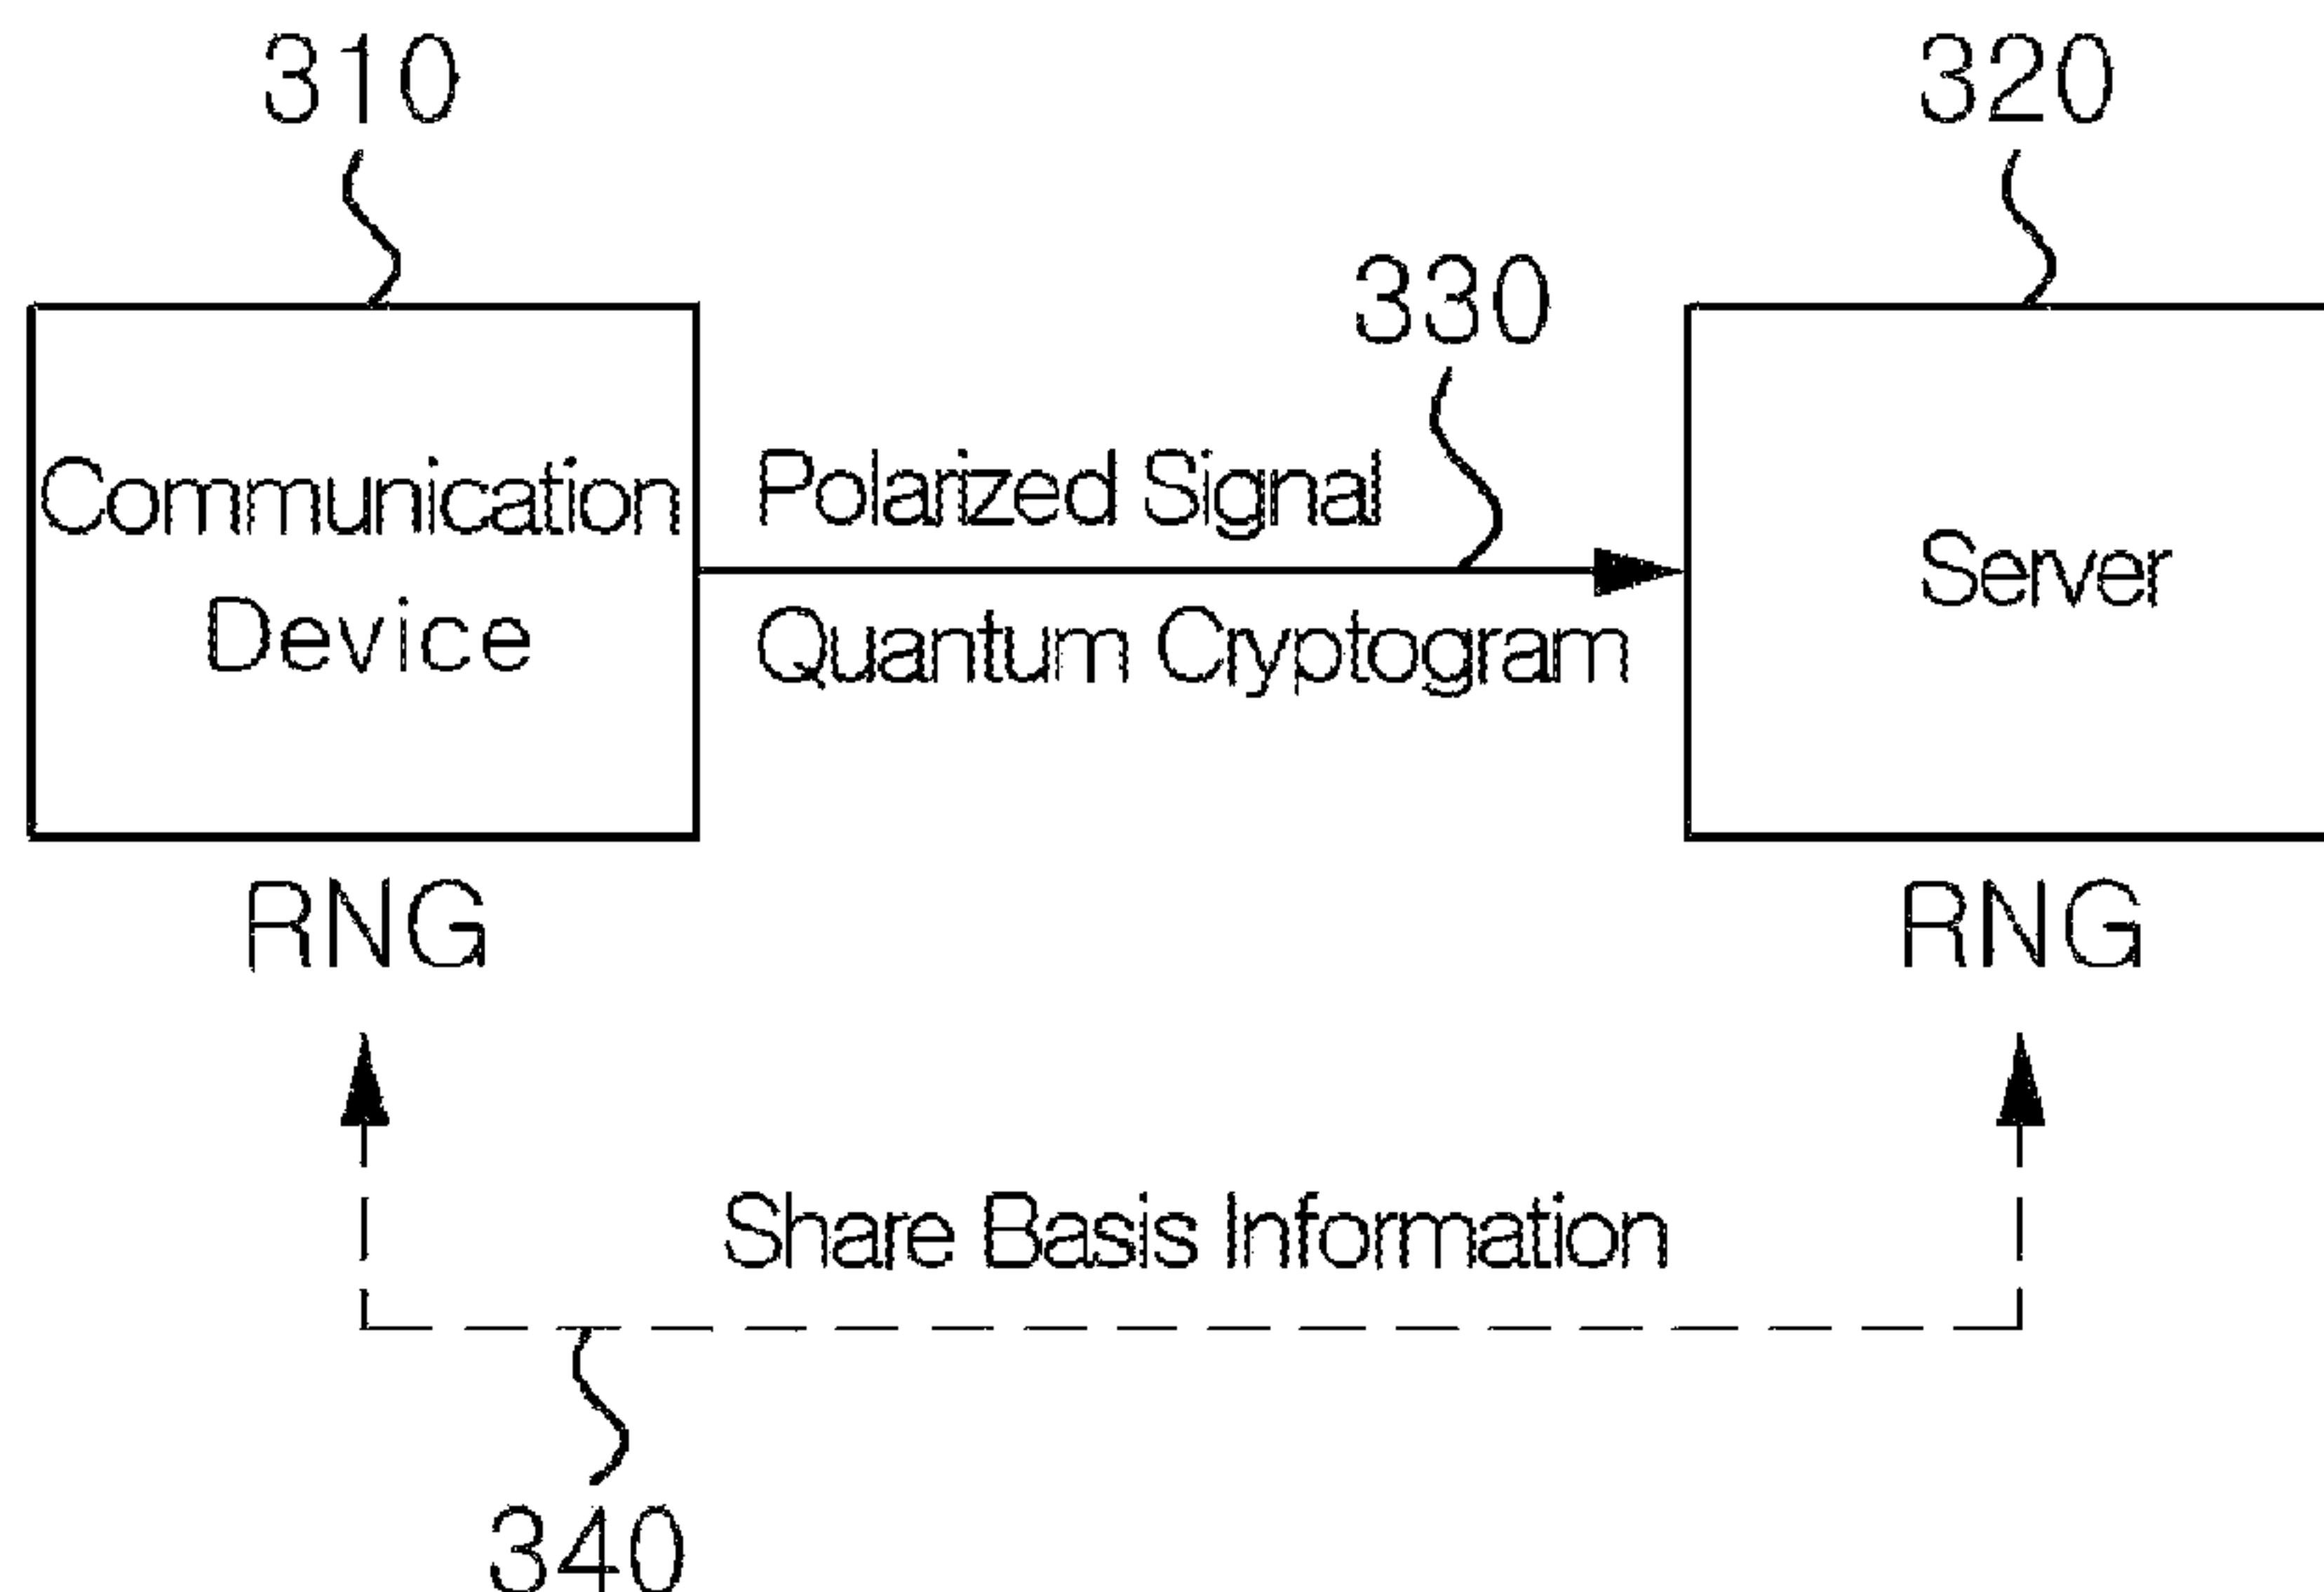 310
320
330
Communication
Device
Polarized Signal
Quantum Cryptogram
Server
RNG
RNG
Share Basis Information
340